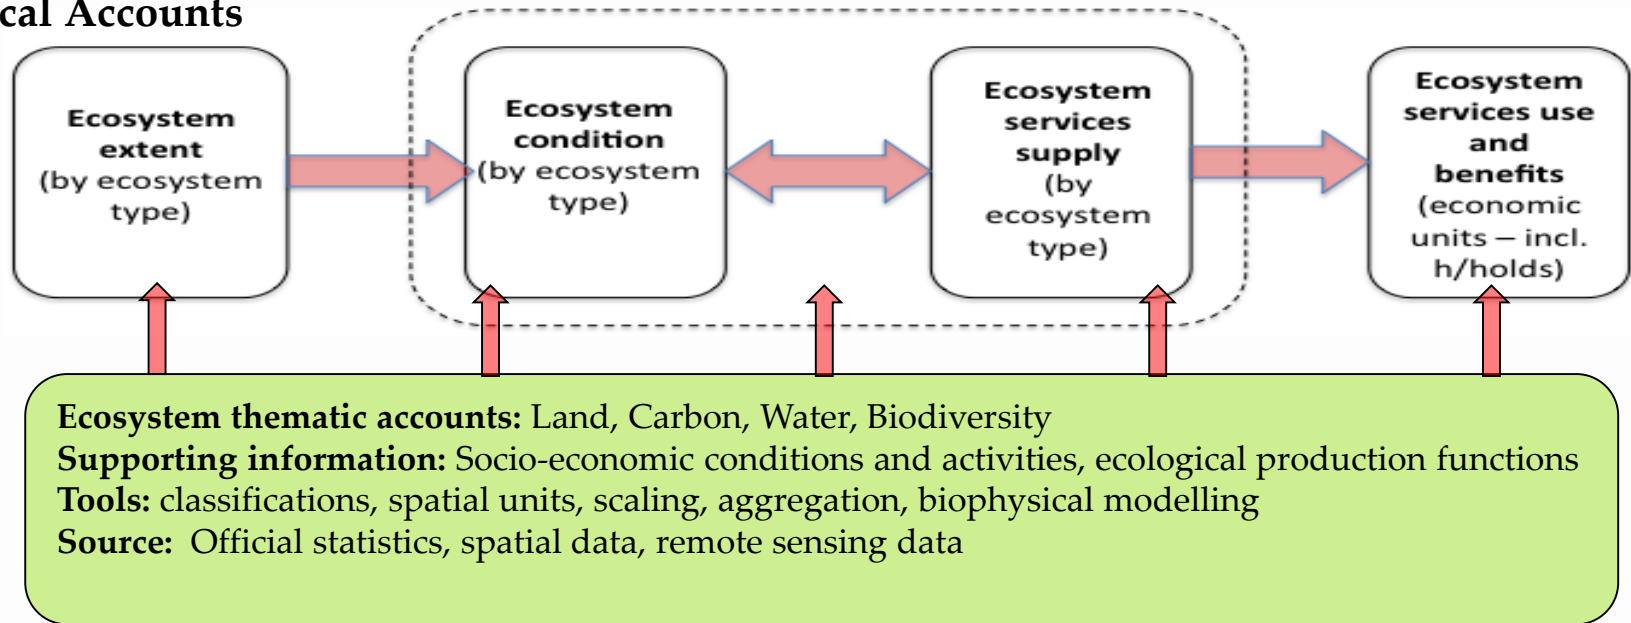 cal Accounts
Ecosystem
extent
(by ecosystem
type)
Ecosystem
condition
(by ecosystem
type)
Ecosystem
services
supply
(by
ecosystem
type)
Ecosystem
services use
and
benefits
(economic
units – incl.
h/holds)
Ecosystem thematic accounts: Land, Carbon, Water, Biodiversity
Supporting information: Socio-economic conditions and activities, ecological production functions
Tools: classifications, spatial units, scaling, aggregation, biophysical modelling
Source: Official statistics, spatial data, remote sensing data